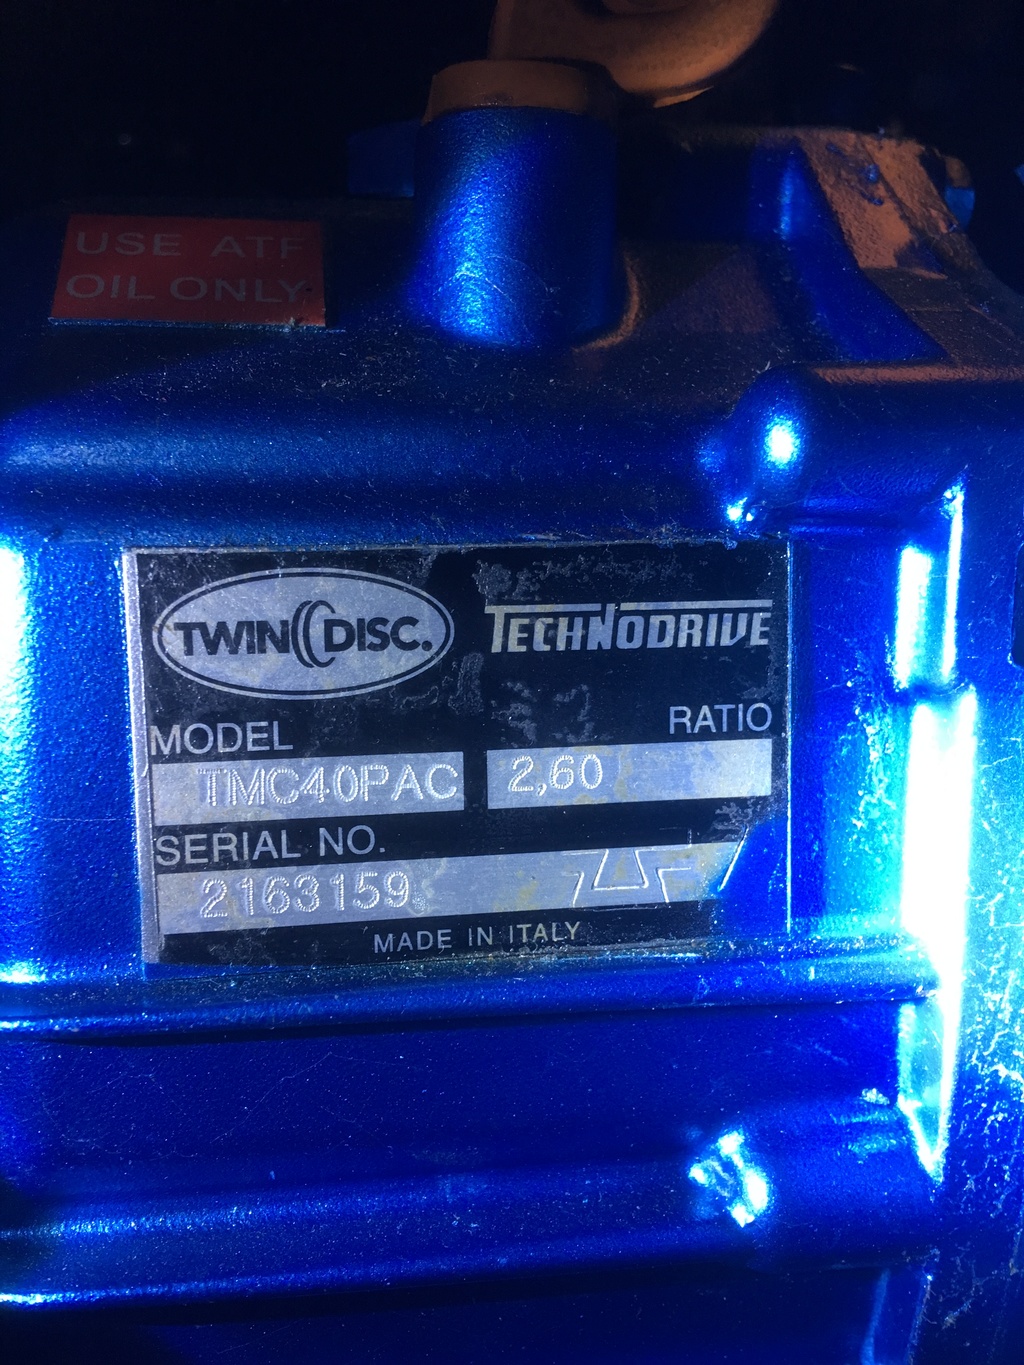 USE ATF
OIL ONLY
TWIN DISC. TECHNODRIVE
MODEL RATIO
TMC40PAC 2,60
SERIAL NO.
2163159
MADE IN ITALY